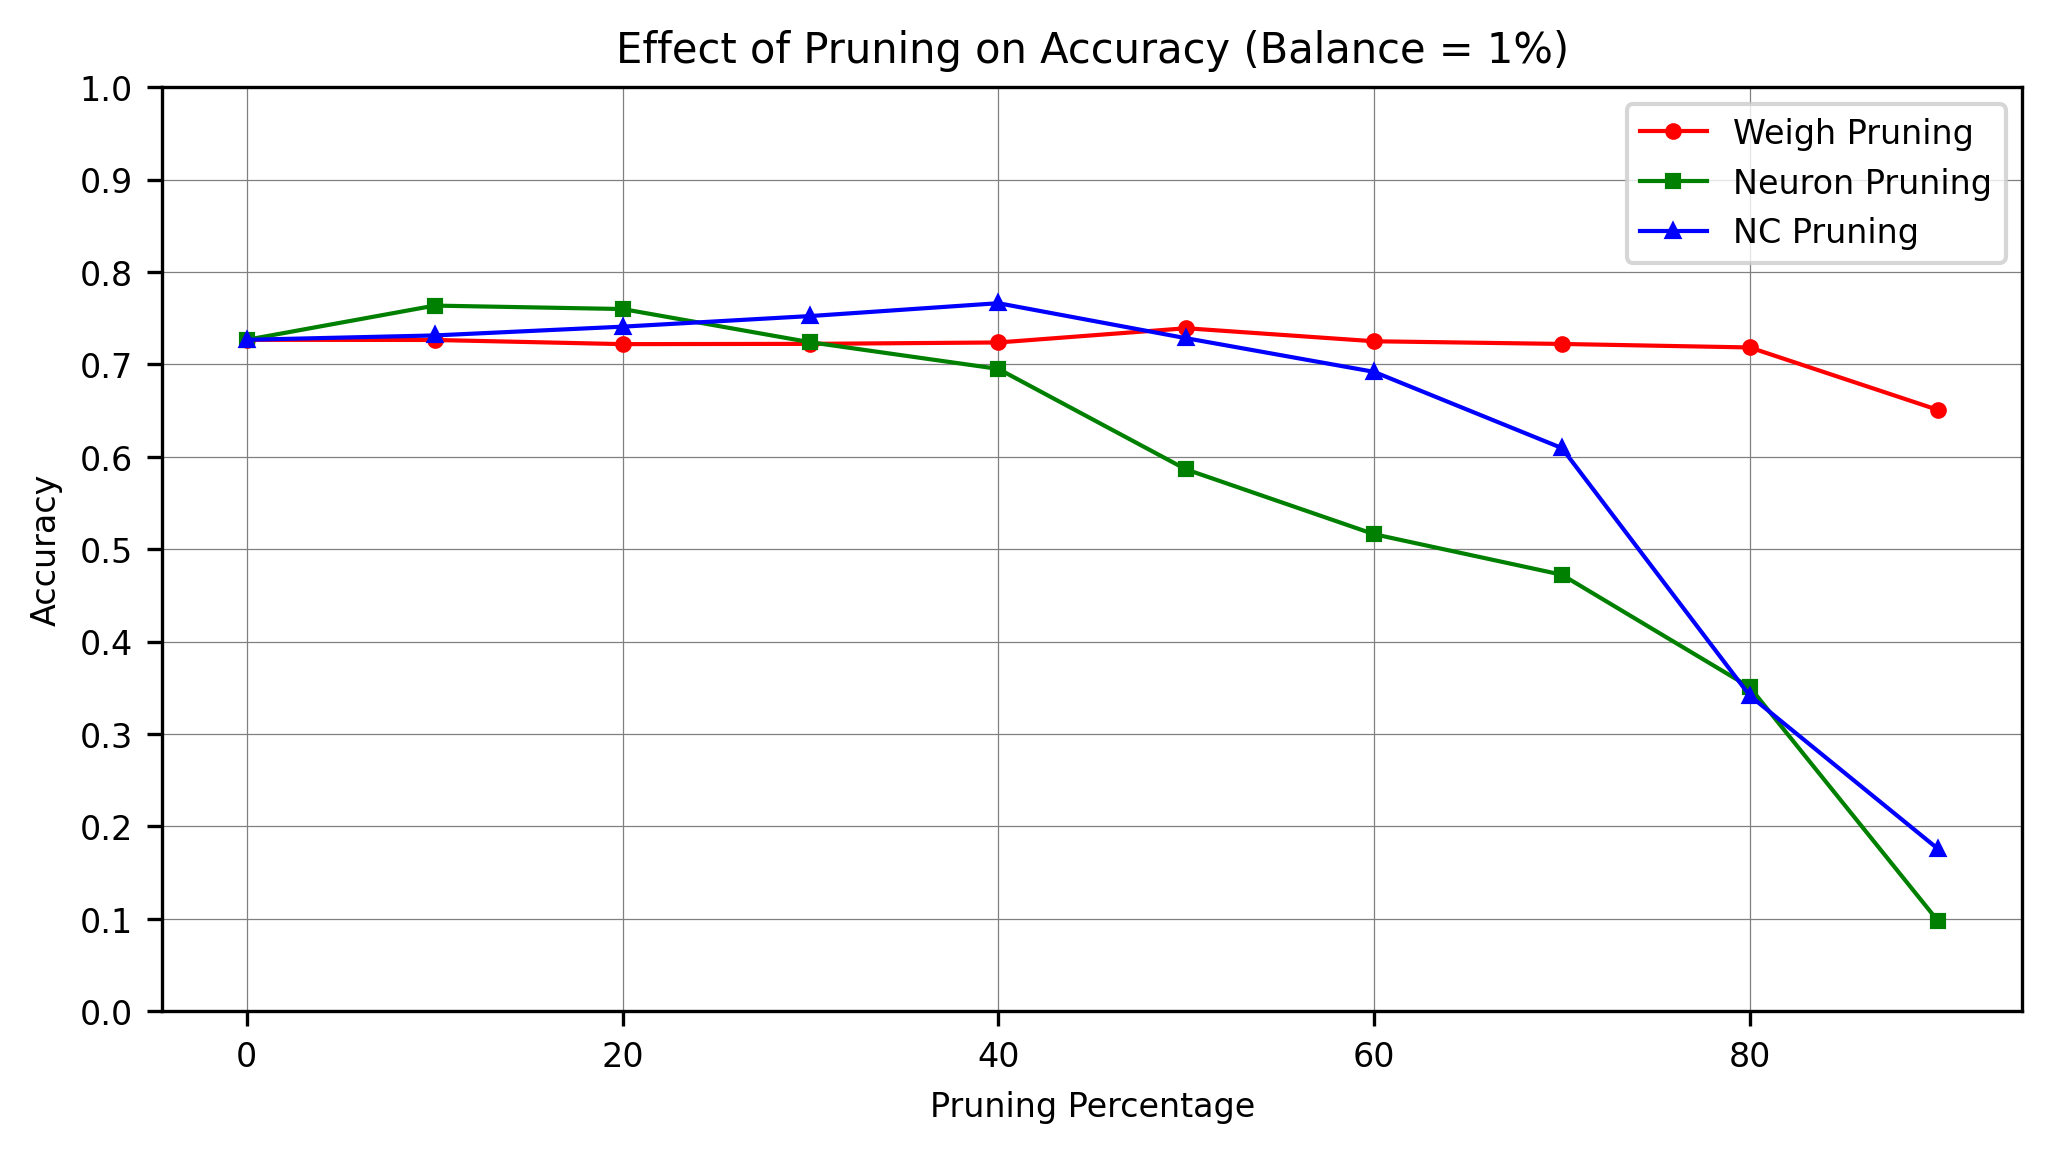 Effect of Pruning on Accuracy (Balance = 1%)
1.0
0.9
0.8
0.7
0.6
0.5
0.4
0.3
0.2
0.1
0.0
Accuracy
Weigh Pruning
Neuron Pruning
NC Pruning
0 20 40 60 80
Pruning Percentage